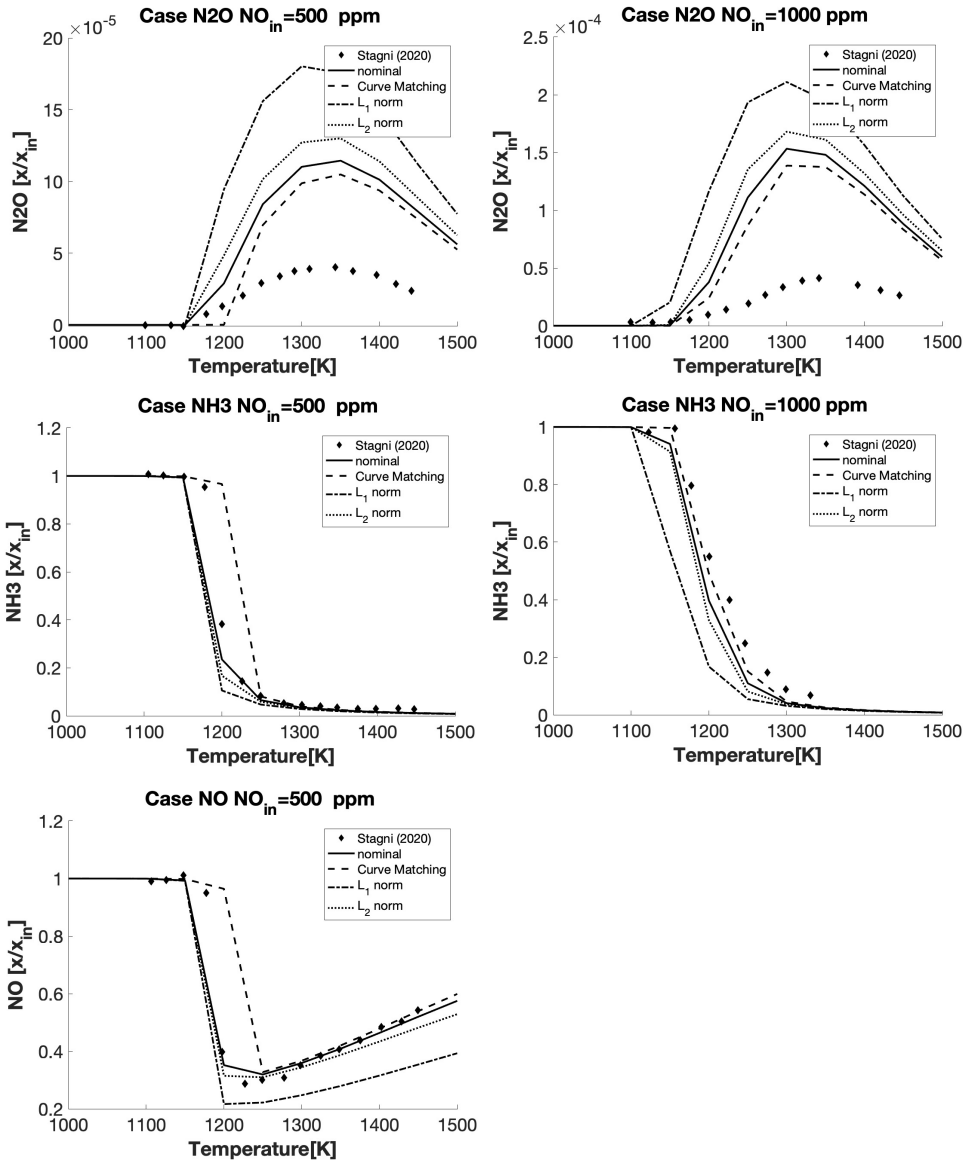 Case N2O NOin=500 ppm
×10-5
20
15
10
5
0
1000 1100 1200 1300 1400 1500
N2O [x/xin]
Temperature[K]
Stagni (2020)
nominal
Curve Matching
L1 norm
L2 norm
Case N2O NOin=1000 ppm
×10-4
2.5
2
1.5
1
0.5
0
1000 1100 1200 1300 1400 1500
N2O [x/xin]
Temperature[K]
Stagni (2020)
nominal
Curve Matching
L1 norm
L2 norm
Case NH3 NOin=500 ppm
1.2
1
0.8
0.6
0.4
0.2
0
1000 1100 1200 1300 1400 1500
NH3 [x/xin]
Temperature[K]
Stagni (2020)
nominal
Curve Matching
L1 norm
L2 norm
Case NH3 NOin=1000 ppm
1
0.8
0.6
0.4
0.2
0
1000 1100 1200 1300 1400 1500
NH3 [x/xin]
Temperature[K]
Stagni (2020)
nominal
Curve Matching
L1 norm
L2 norm
Case NO NOin=500 ppm
1.2
1
0.8
0.6
0.4
0.2
1000 1100 1200 1300 1400 1500
NO [x/xin]
Temperature[K]
Stagni (2020)
nominal
Curve Matching
L1 norm
L2 norm